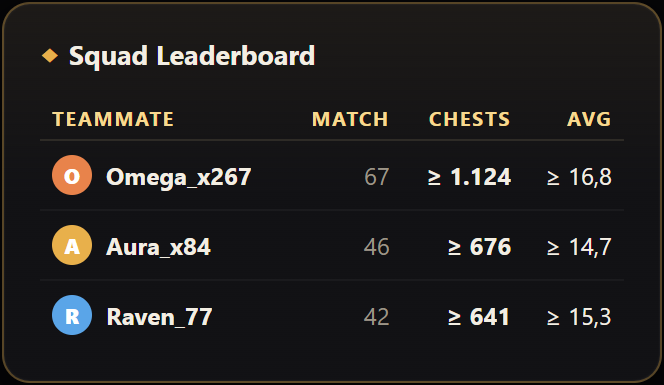 Squad Leaderboard
TEAMMATE MATCH CHESTS AVG
O Omega_x267 67 ≥ 1.124 ≥ 16,8
A Aura_x84 46 ≥ 676 ≥ 14,7
R Raven_77 42 ≥ 641 ≥ 15,3